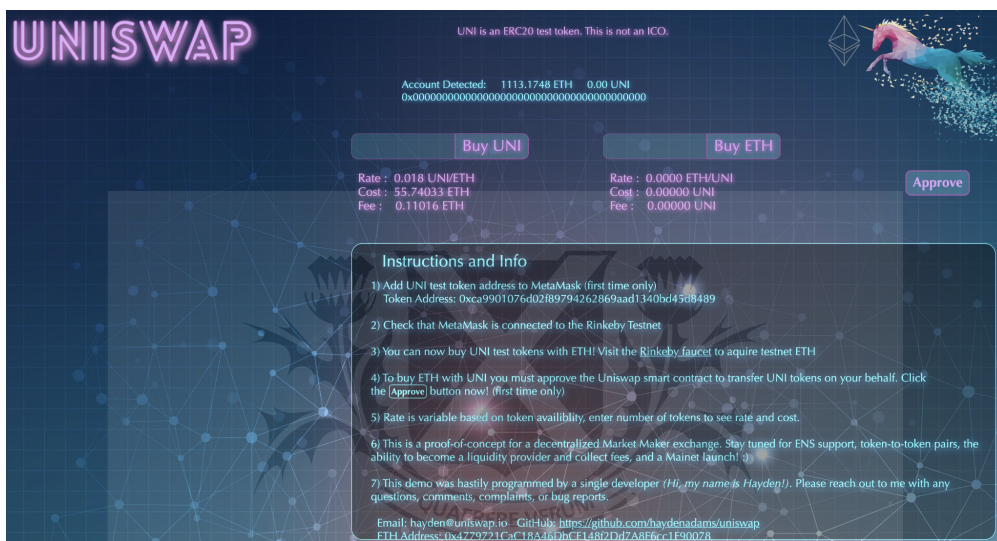 UNISWAP
UNI is an ERC20 test token. This is not an ICO.
Account Detected: 1113.1748 ETH 0.00 UNI
0x0000000000000000000000000000000000000000
Buy UNI
Buy ETH
Rate : 0.018 UNI/ETH
Cost : 55.74033 ETH
Fee : 0.11016 ETH
Rate : 0.0000 ETH/UNI
Cost : 0.00000 UNI
Fee : 0.00000 UNI
Approve
Instructions and Info
1) Add UNI test token address to MetaMask (first time only)
Token Address: 0xca9901076d02f89794262869aad1340bd45d8489
2) Check that MetaMask is connected to the Rinkeby Testnet
3) You can now buy UNI test tokens with ETH! Visit the Rinkeby faucet to aquire testnet ETH
4) To buy ETH with UNI you must approve the Uniswap smart contract to transfer UNI tokens on your behalf. Click
the Approve button now! (first time only)
5) Rate is variable based on token availiblity, enter number of tokens to see rate and cost.
6) This is a proof-of-concept for a decentralized Market Maker exchange. Stay tuned for ENS support, token-to-token pairs, the
ability to become a liquidity provider and collect fees, and a Mainet launch! :)
7) This demo was hastily programmed by a single developer (Hi, my name is Hayden!). Please reach out to me with any
questions, comments, complaints, or bug reports.
QUAERERE VERUM
Email: hayden@uniswap.io GitHub: https://github.com/haydenadams/uniswap
ETH Address: 0x4779721CaC18A46DbCF148f2Dd7A8F6cc1F90078